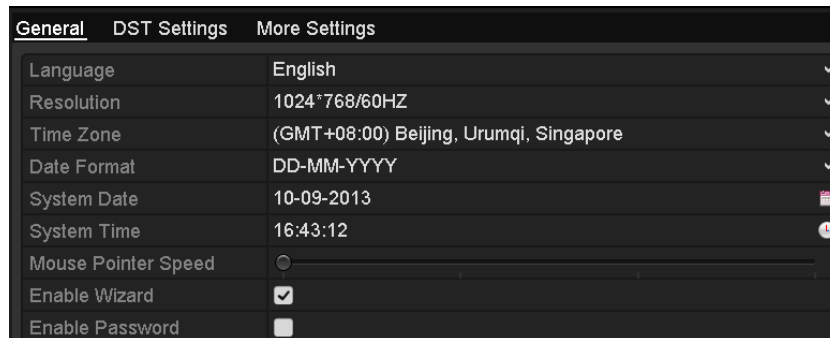 General DST Settings More Settings
Language English
Resolution 1024*768/60HZ
Time Zone (GMT+08:00) Beijing, Urumqi, Singapore
Date Format DD-MM-YYYY
System Date 10-09-2013
System Time 16:43:12
Mouse Pointer Speed
Enable Wizard
Enable Password